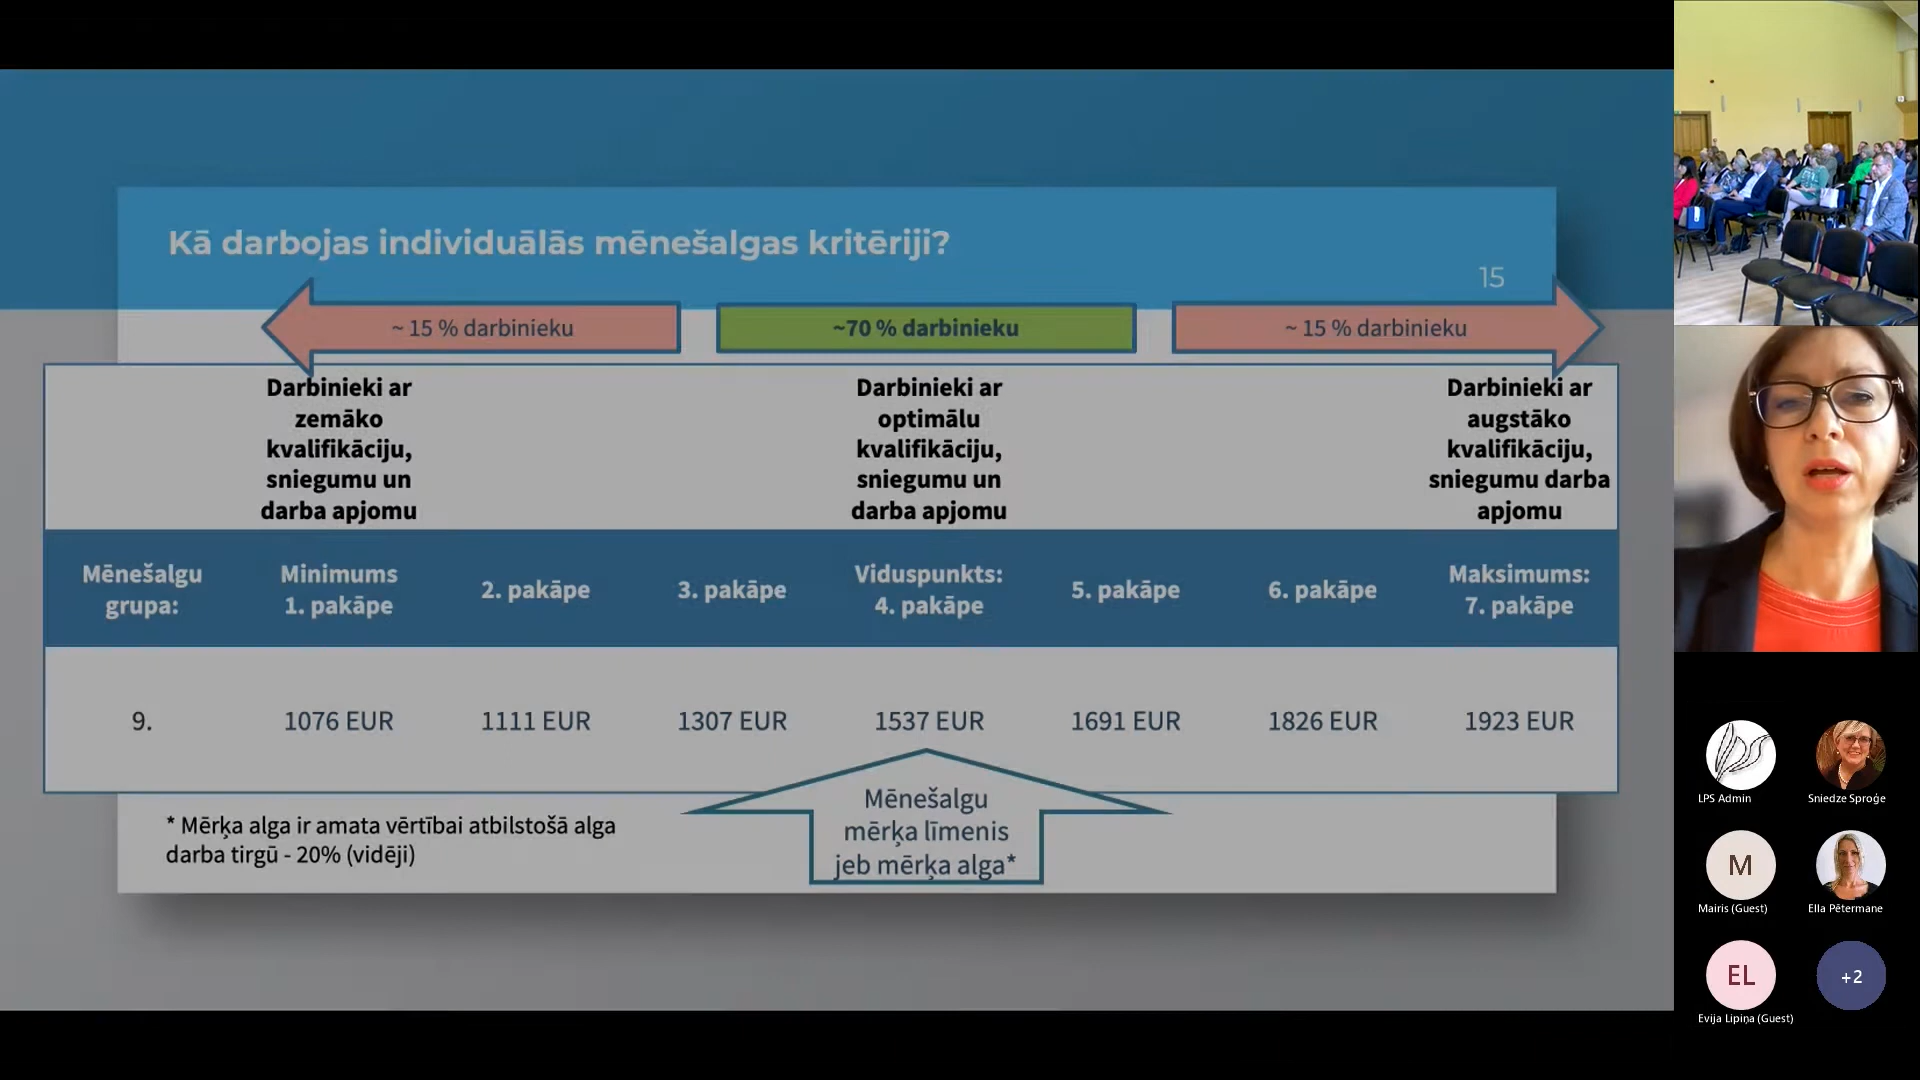 Kā darbojas individuālās mēnešalgas kritēriji?
15
~ 15 % darbinieku
~70 % darbinieku
~ 15 % darbinieku
Darbinieki ar
zemāko
kvalifikāciju,
sniegumu un
darba apjomu
Darbinieki ar
optimālu
kvalifikāciju,
sniegumu un
darba apjomu
Darbinieki ar
augstāko
kvalifikāciju,
sniegumu darba
apjomu
Mēnešalgu
grupa:
Minimums
1. pakāpe
2. pakāpe
3. pakāpe
Viduspunkts:
4. pakāpe
5. pakāpe
6. pakāpe
Maksimums:
7. pakāpe
9.
1076 EUR
1111 EUR
1307 EUR
1537 EUR
1691 EUR
1826 EUR
1923 EUR
Mēnešalgu
mērķa līmenis
jeb mērķa alga*
* Mērķa alga ir amata vērtībai atbilstošā alga
darba tirgū - 20% (vidēji)
LPS Admin
Sniedze Sproģe
M
Mairis (Guest)
Ella Pētermane
EL
Evija Lipiņa (Guest)
+2